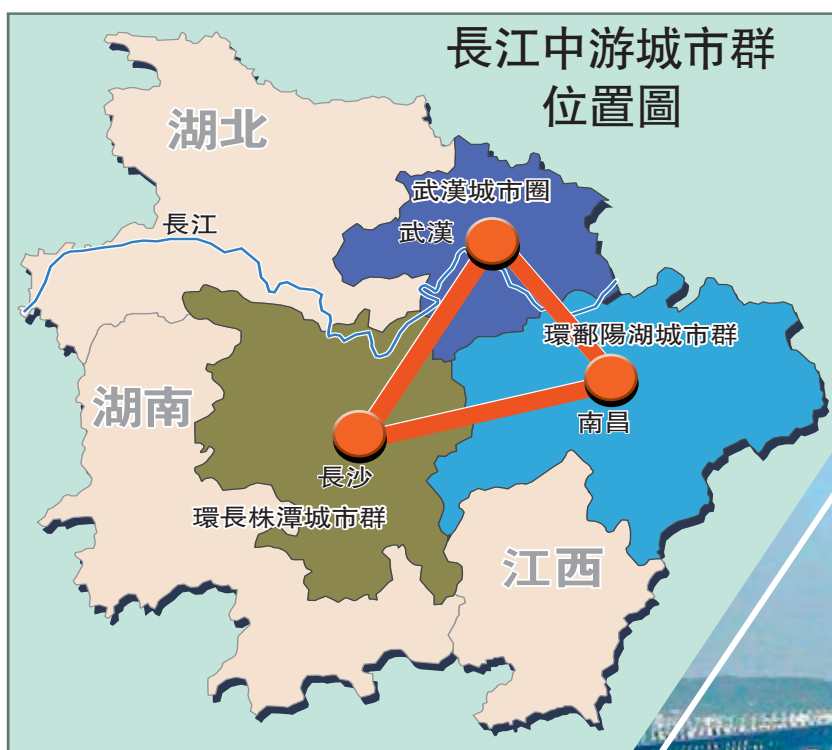 長江中游城市群
位置圖
湖北
武漢城市圈
武漢
長江
環鄱陽湖城市群
湖南
南昌
長沙
環長株潭城市群
江西